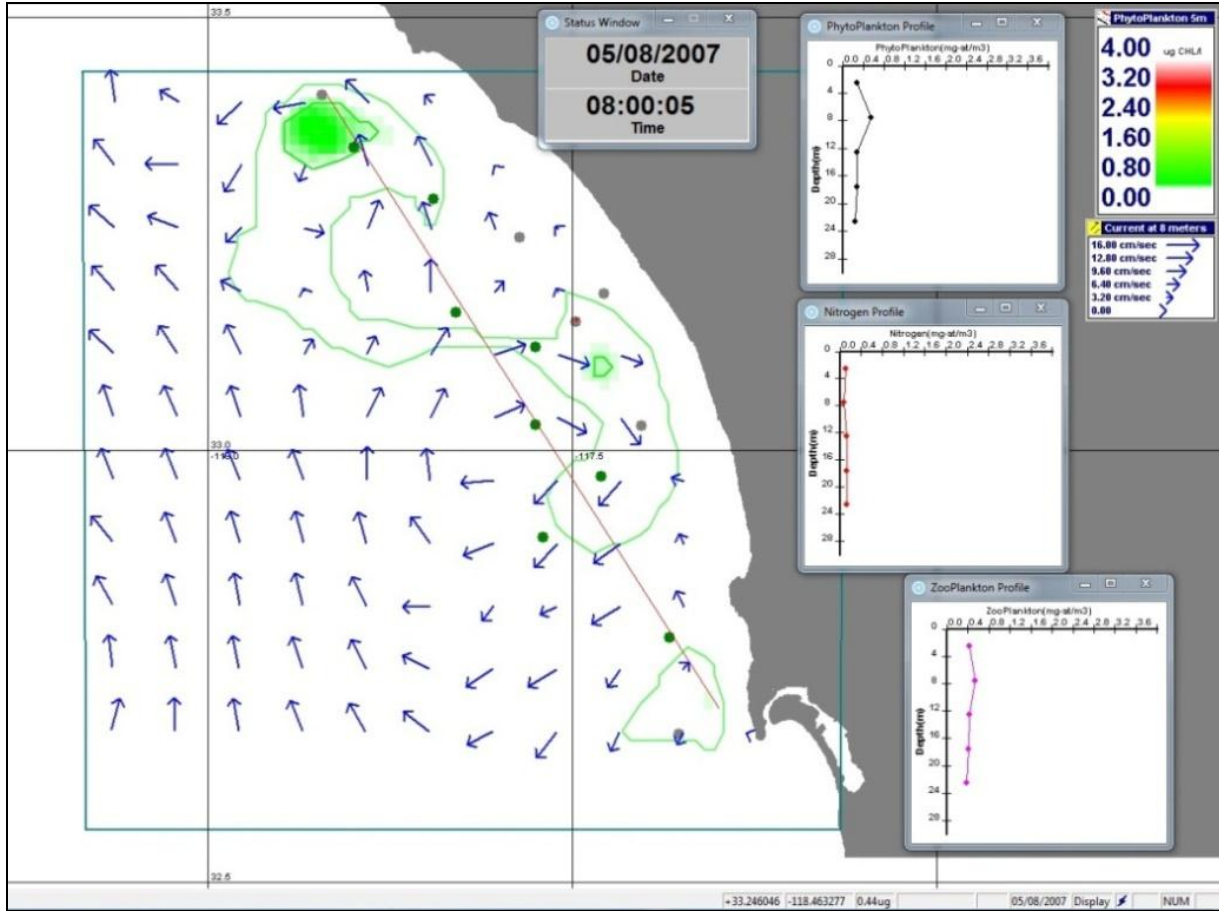 33.5
33.0
-118.0
-117.5
32.5
Status Window
05/08/2007
Date
08:00:05
Time
PhytoPlankton Profile
PhytoPlankton(mg-at/m3)
0.0 0.4 0.8 1.2 1.6 2.0 2.4 2.8 3.2 3.6
0
4
8
12
16
20
24
28
Depth(m)
Nitrogen Profile
Nitrogen(mg-at/m3)
0.0 0.4 0.8 1.2 1.6 2.0 2.4 2.8 3.2 3.6
0
4
8
12
16
20
24
28
Depth(m)
ZooPlankton Profile
ZooPlankton(mg-at/m3)
0.0 0.4 0.8 1.2 1.6 2.0 2.4 2.8 3.2 3.6
0
4
8
12
16
20
24
28
Depth(m)
PhytoPlankton 5m
4.00 ug CHL/l
3.20
2.40
1.60
0.80
0.00
Current at 8 meters
16.00 cm/sec
12.80 cm/sec
9.60 cm/sec
6.40 cm/sec
3.20 cm/sec
0.00
+33.246046 -118.463277 0.44ug 05/08/2007 Display NUM